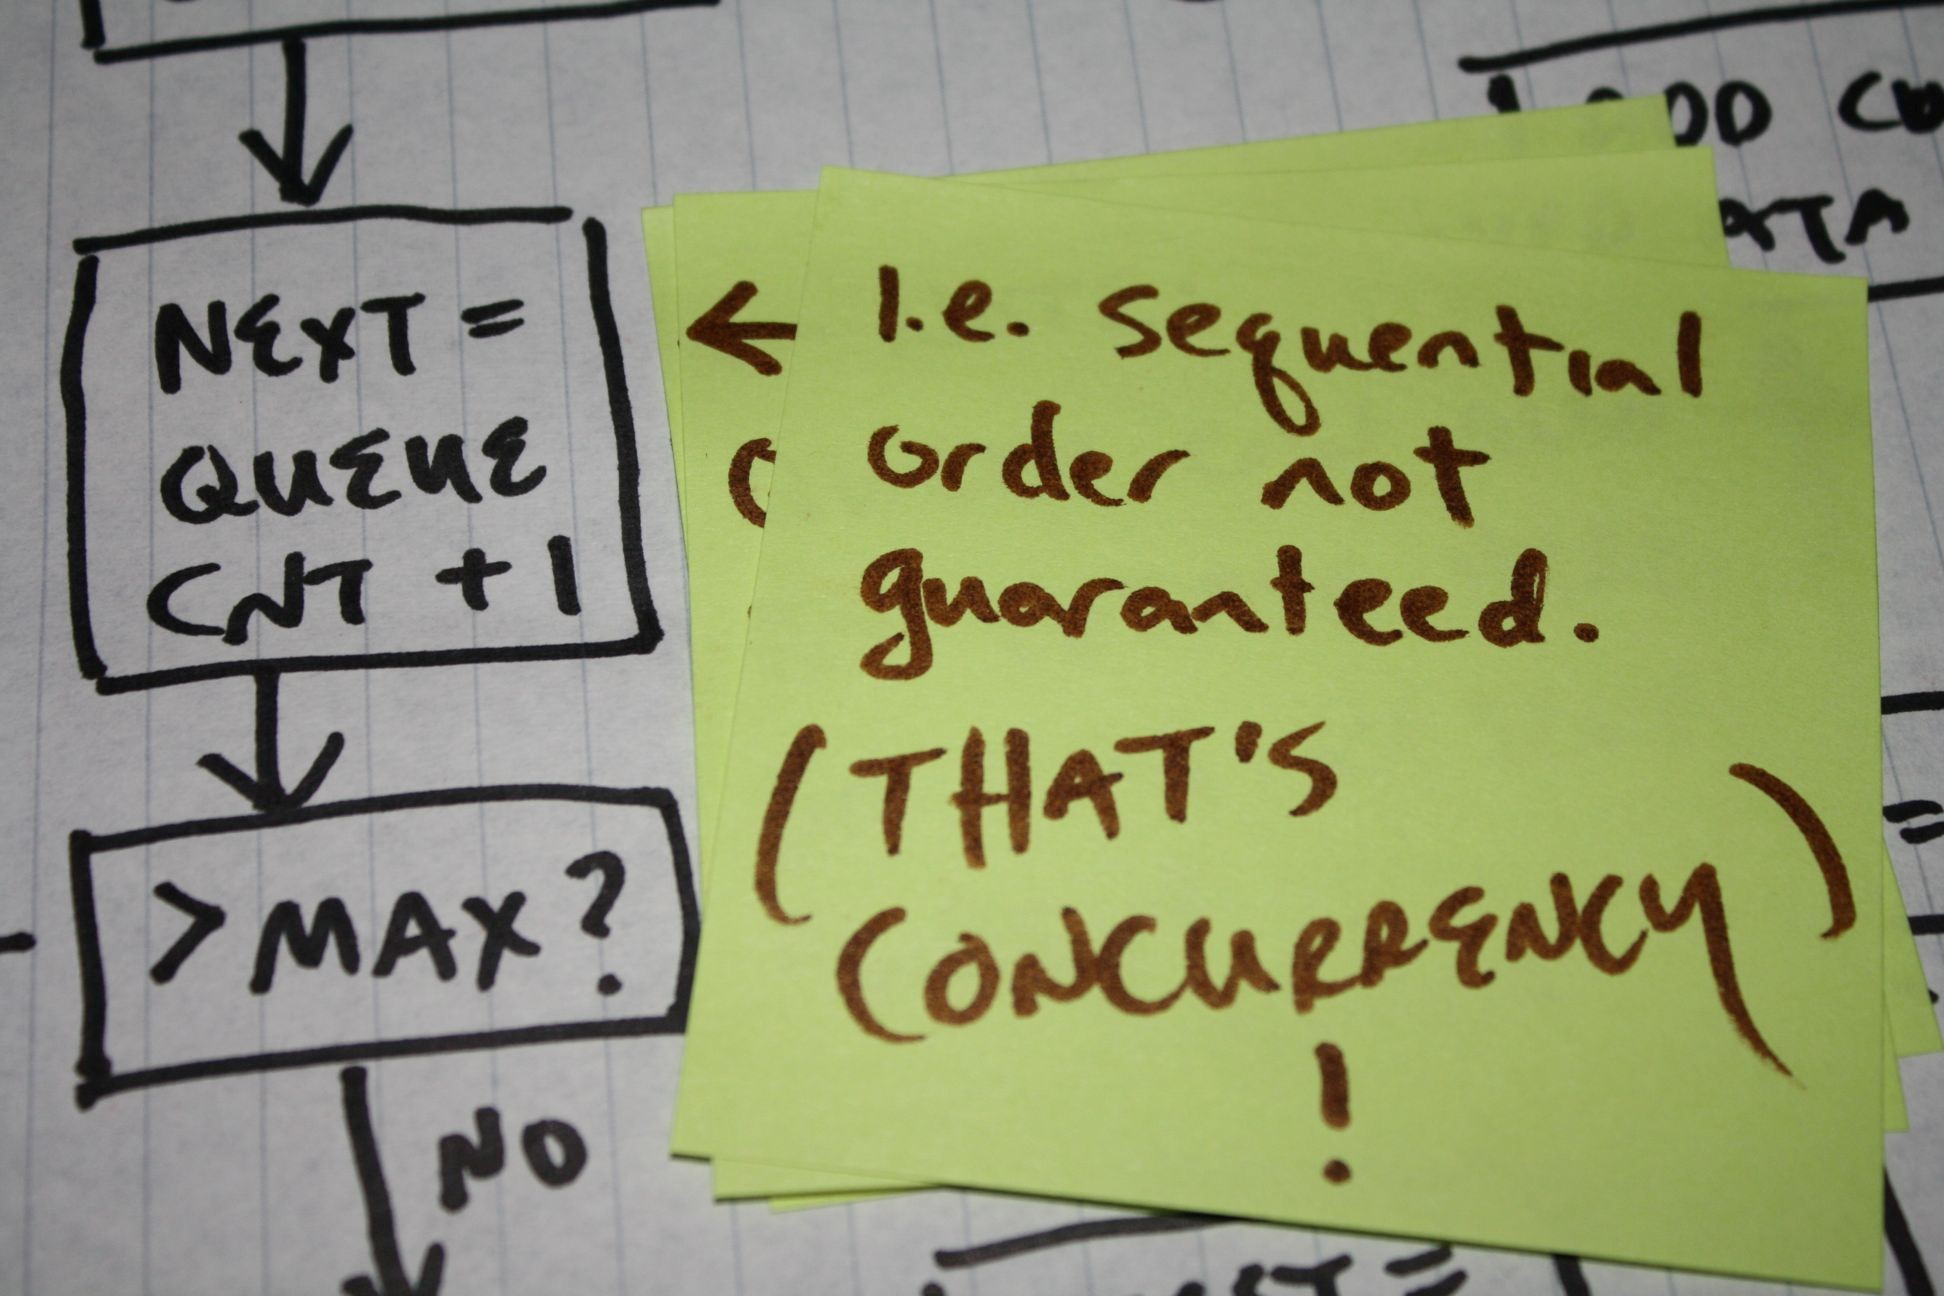 NEXT =
QUEUE
CNT + 1
> MAX?
NO
← I.e. sequential
order not
guaranteed.
(THAT'S
CONCURRENCY)
!
=